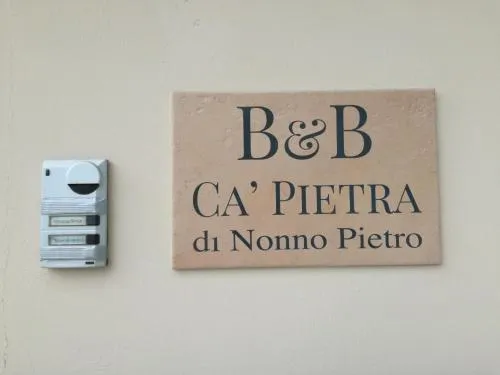 B&B
CA' PIETRA
di Nonno Pietro